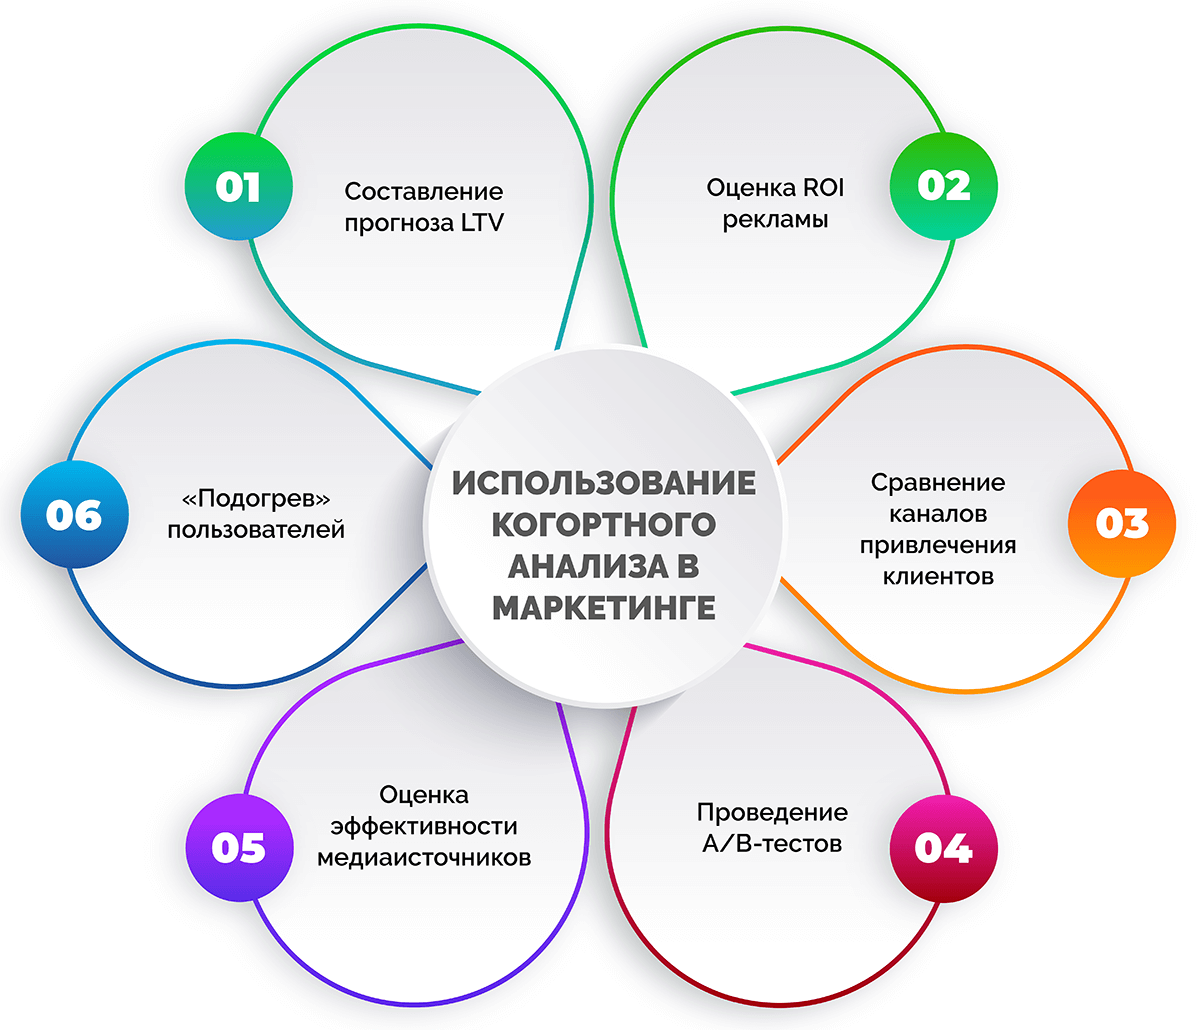 ИСПОЛЬЗОВАНИЕ
КОГОРТНОГО
АНАЛИЗА В
МАРКЕТИНГЕ
01
Составление
прогноза LTV
02
Оценка ROI
рекламы
03
Сравнение
каналов
привлечения
клиентов
04
Проведение
A/B-тестов
05
Оценка
эффективности
медиаисточников
06
«Подогрев»
пользователей